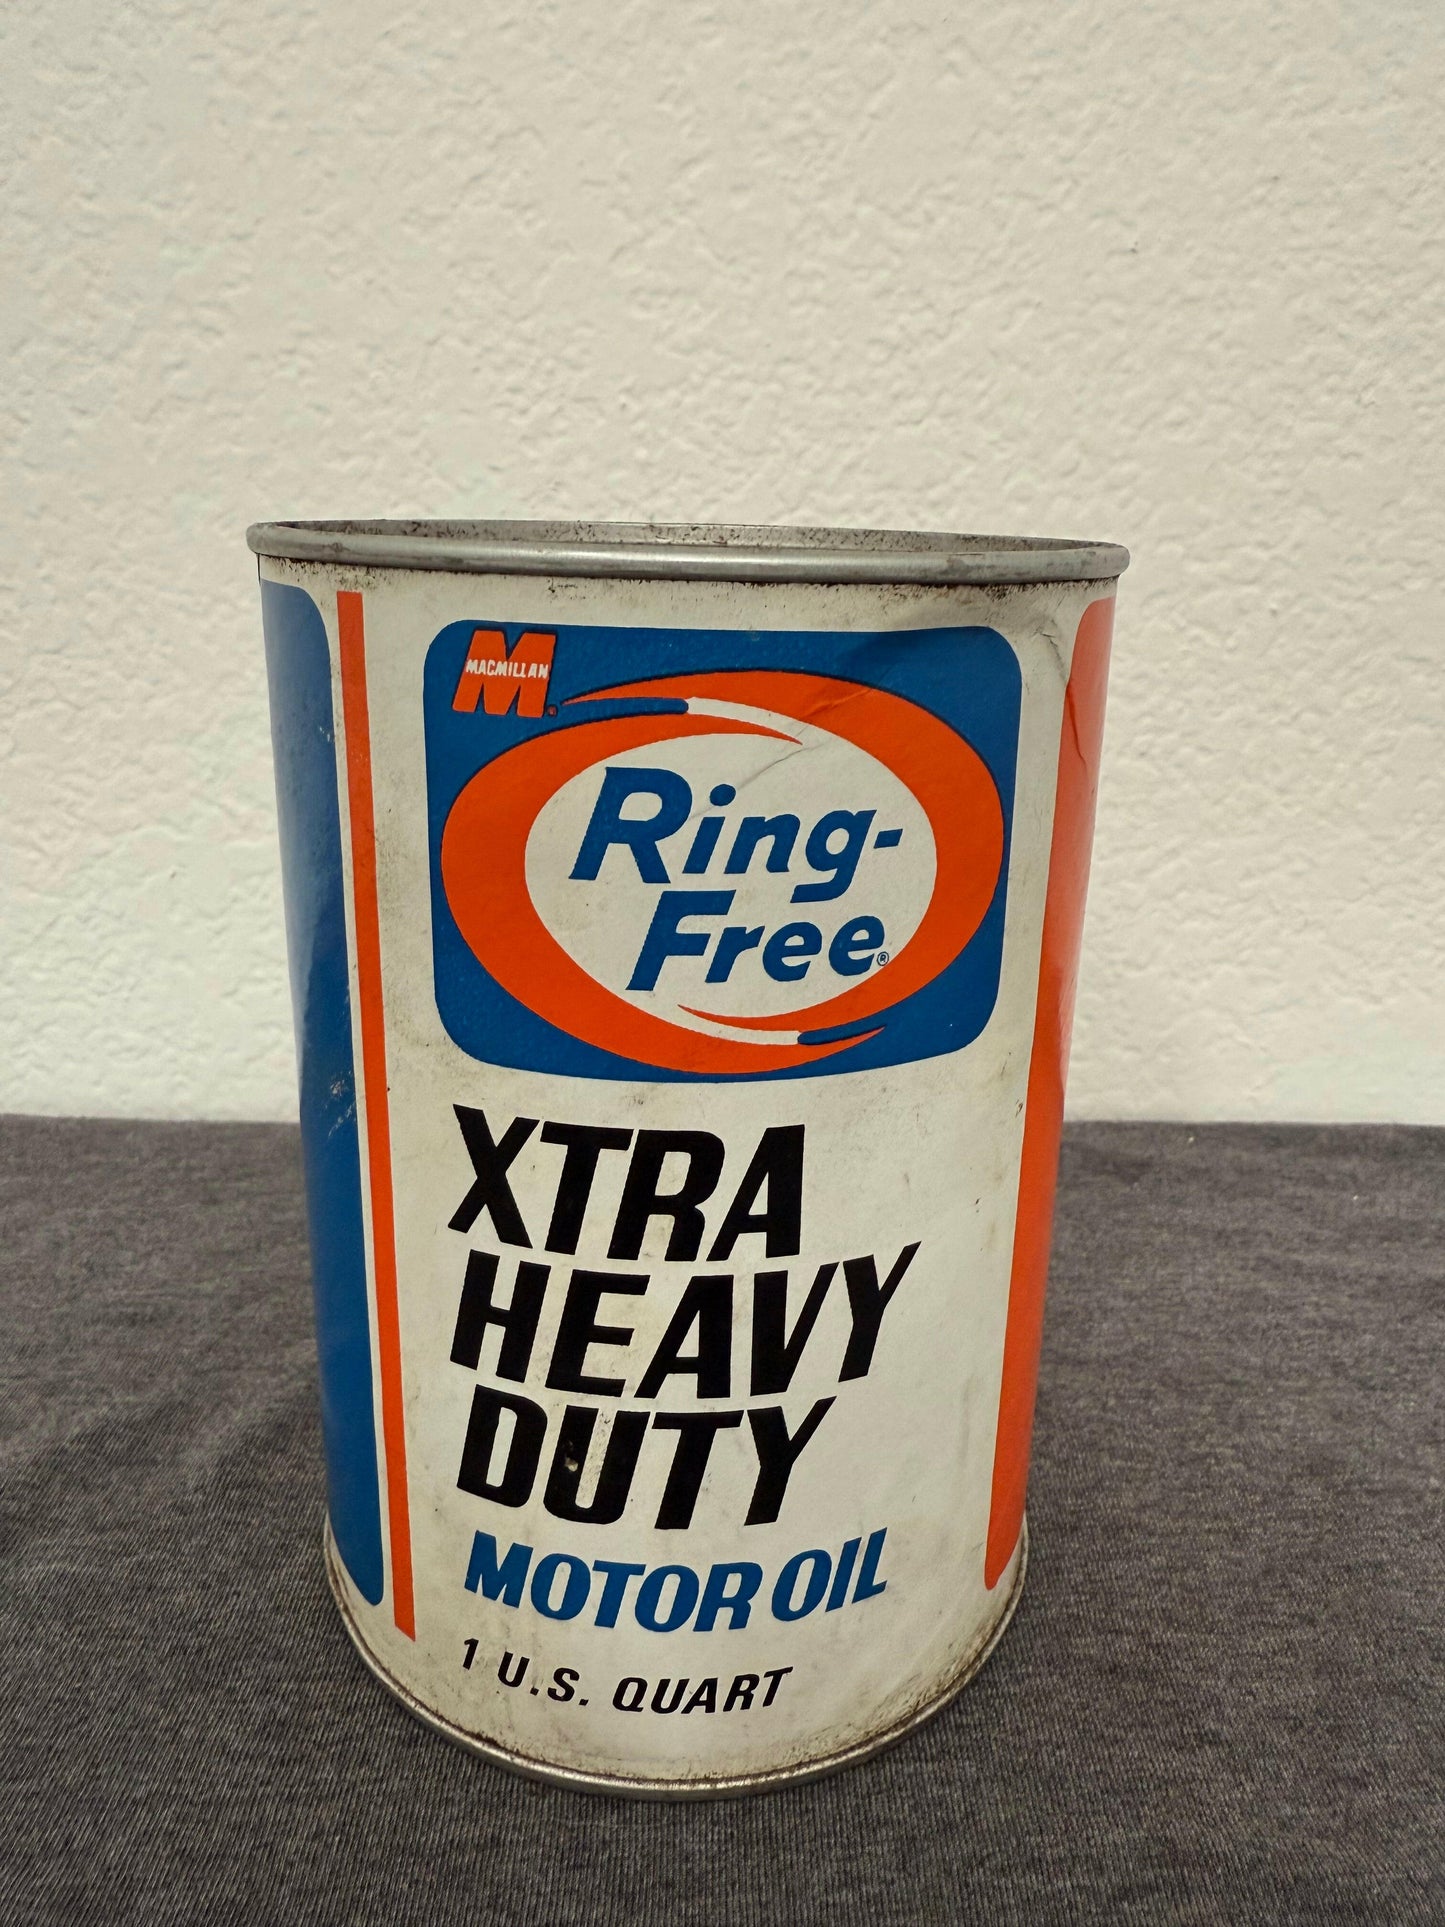 MACMILLAN
M
Ring-
Free®
XTRA
HEAVY
DUTY
MOTOR OIL
1 U.S. QUART